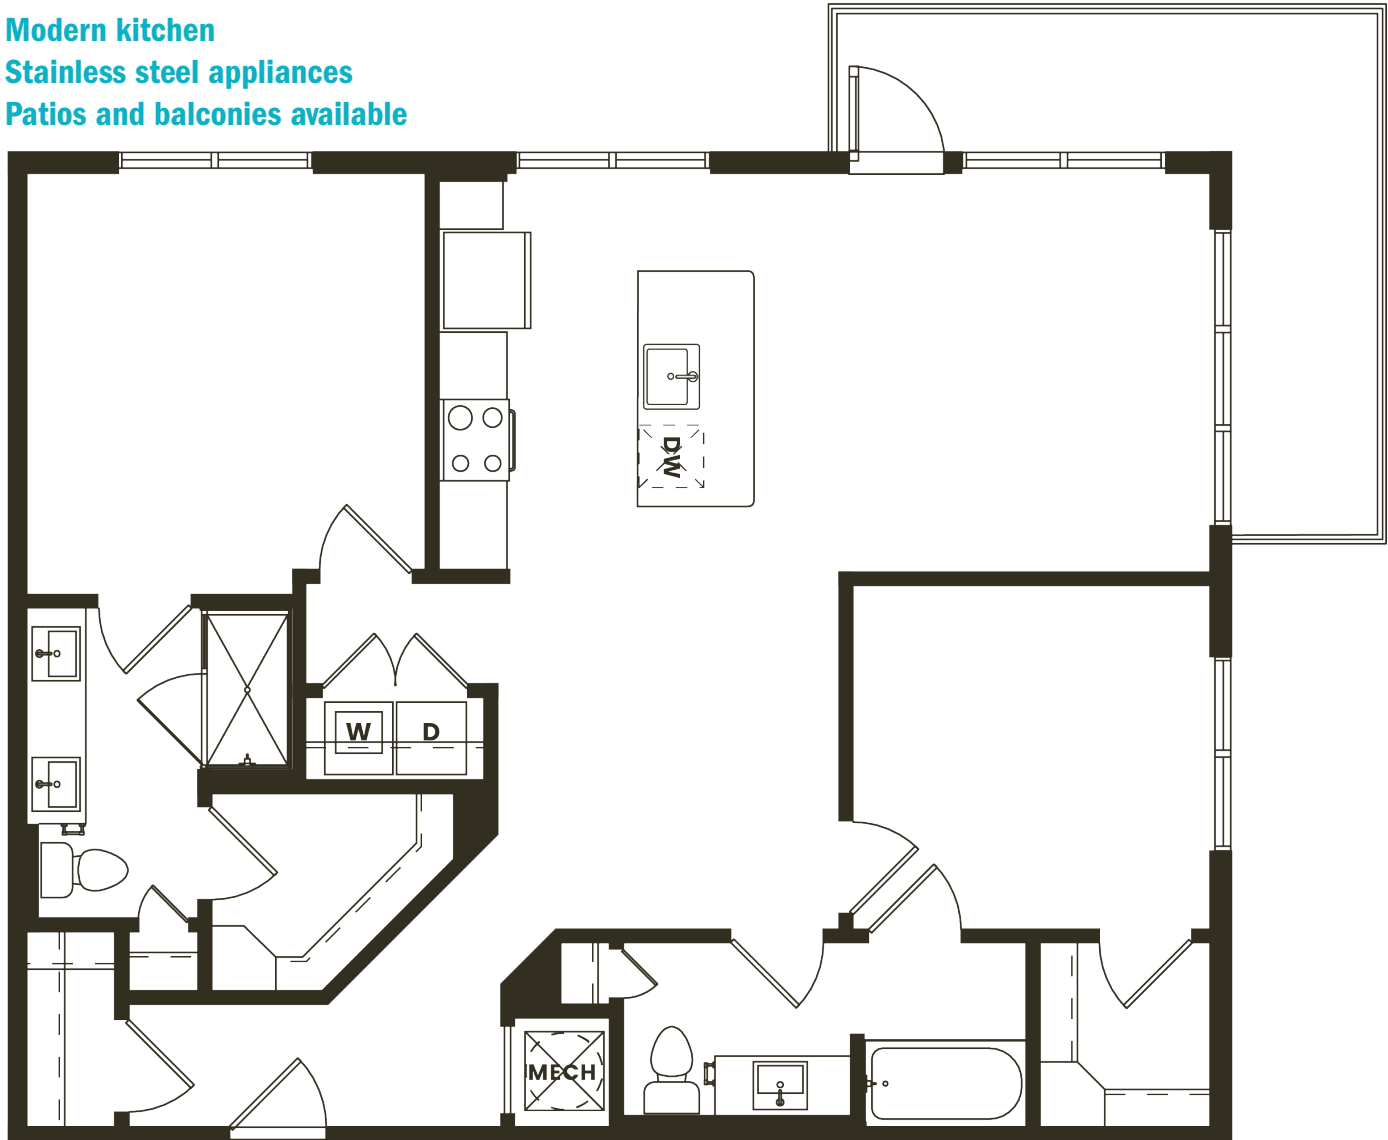 Modern kitchen
Stainless steel appliances
Patios and balconies available
DW
W D
MECH